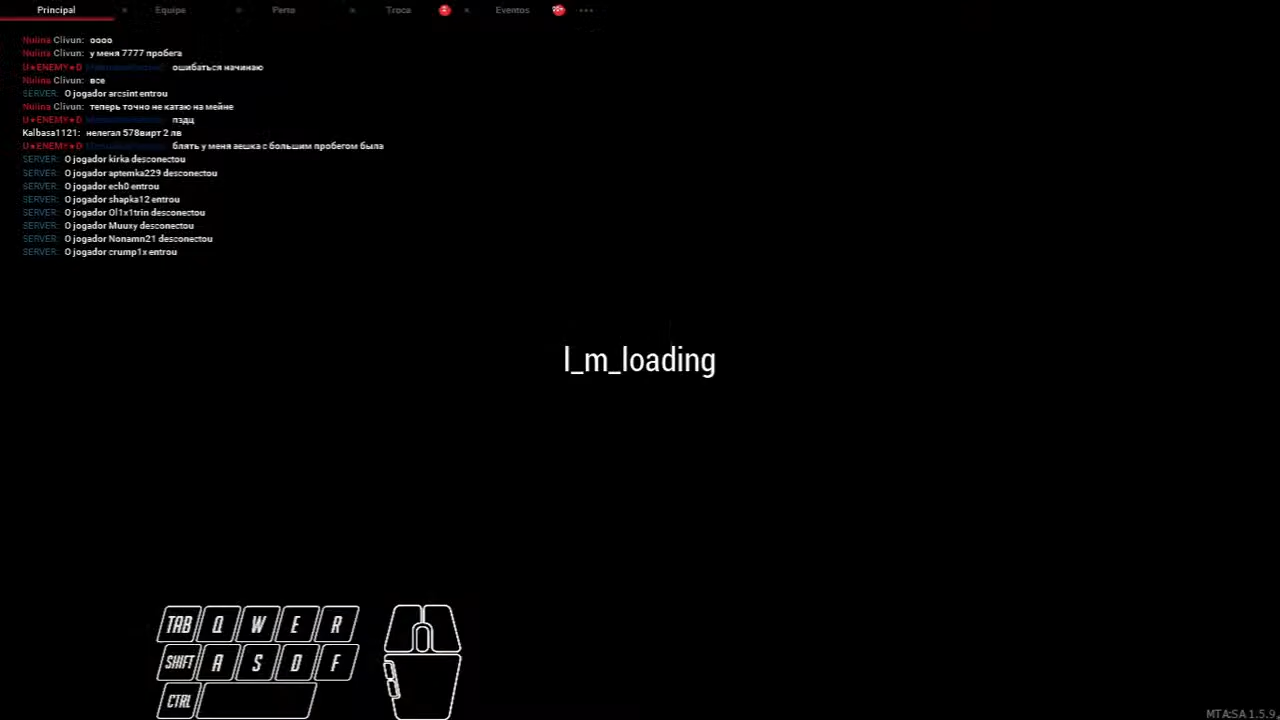 Principal Equipe Perto Troca Eventos 99+
Nulina Clivun: оооо
Nulina Clivun: у меня 7777 пробега
U★ENEMY★D ошибаться начинаю
Nulina Clivun: все
SERVER: O jogador arcsint entrou
Nulina Clivun: теперь точно не катаю на мейне
U★ENEMY★D пздц
Kalbasa1121: нелегал 578вирт 2 лв
U★ENEMY★D блять у меня аешка с большим пробегом была
SERVER: O jogador kirka desconectou
SERVER: O jogador aptemka229 desconectou
SERVER: O jogador ech0 entrou
SERVER: O jogador shapka12 entrou
SERVER: O jogador Ol1x1trin desconectou
SERVER: O jogador Muuxy desconectou
SERVER: O jogador Nonamn21 desconectou
SERVER: O jogador crump1x entrou
l_m_loading
TAB Q W E R
SHIFT A S D F
CTRL
MTA:SA 1.5.9